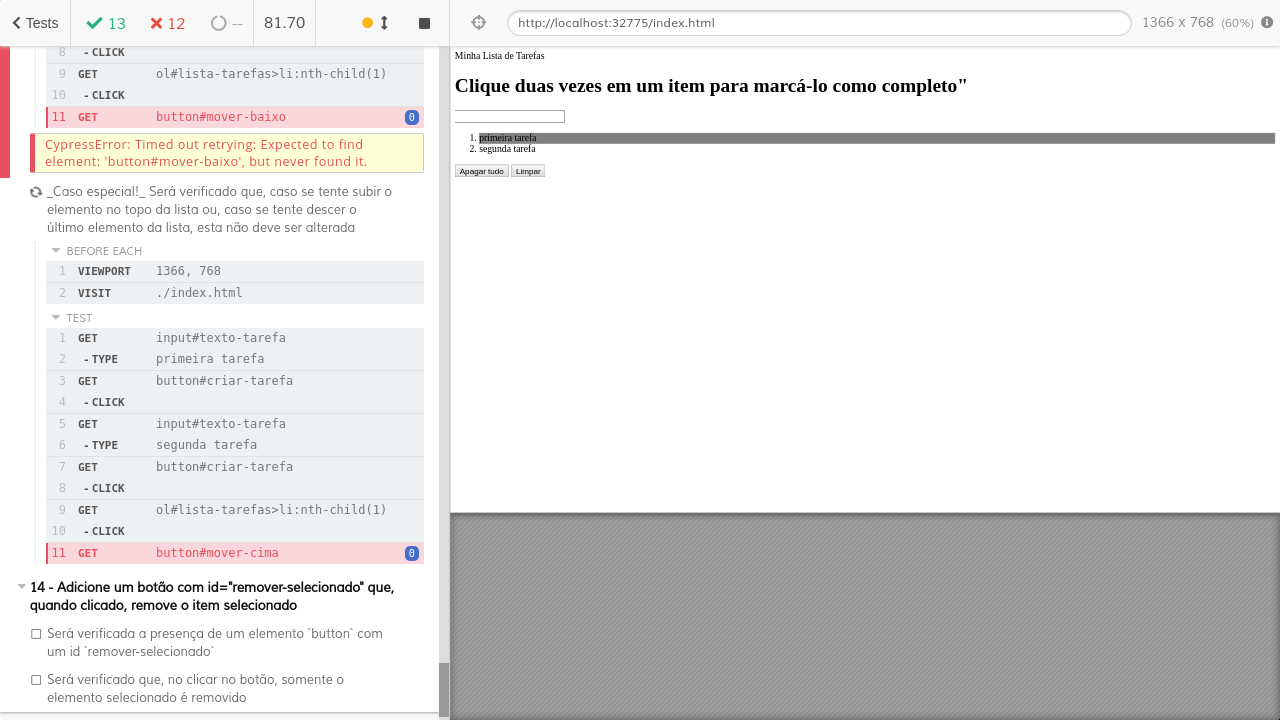 Tests 13 12 -- 81.70
8 - CLICK
9 GET ol#lista-tarefas>li:nth-child(1)
10 - CLICK
11 GET button#mover-baixo 0
CypressError: Timed out retrying: Expected to find
element: 'button#mover-baixo', but never found it.
_Caso especial!_ Será verificado que, caso se tente subir o
elemento no topo da lista ou, caso se tente descer o
último elemento da lista, esta não deve ser alterada
BEFORE EACH
1 VIEWPORT 1366, 768
2 VISIT ./index.html
TEST
1 GET input#texto-tarefa
2 - TYPE primeira tarefa
3 GET button#criar-tarefa
4 - CLICK
5 GET input#texto-tarefa
6 - TYPE segunda tarefa
7 GET button#criar-tarefa
8 - CLICK
9 GET ol#lista-tarefas>li:nth-child(1)
10 - CLICK
11 GET button#mover-cima 0
14 - Adicione um botão com id="remover-selecionado" que,
quando clicado, remove o item selecionado
Será verificada a presença de um elemento `button` com
um id `remover-selecionado`
Será verificado que, no clicar no botão, somente o
elemento selecionado é removido
http://localhost:32775/index.html 1366 x 768 (60%)
Minha Lista de Tarefas
Clique duas vezes em um item para marcá-lo como completo"
1. primeira tarefa
2. segunda tarefa
Apagar tudo Limpar